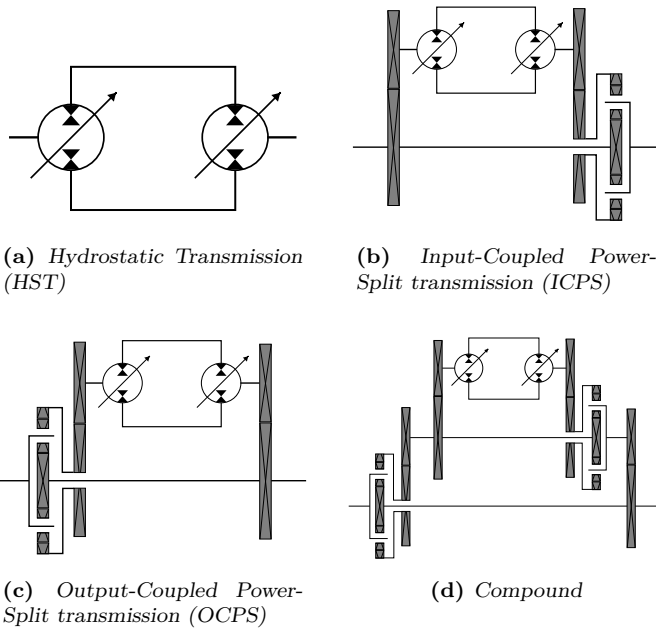 (a) Hydrostatic Transmission
(HST)
(b) Input-Coupled Power-
Split transmission (ICPS)
(c) Output-Coupled Power-
Split transmission (OCPS)
(d) Compound